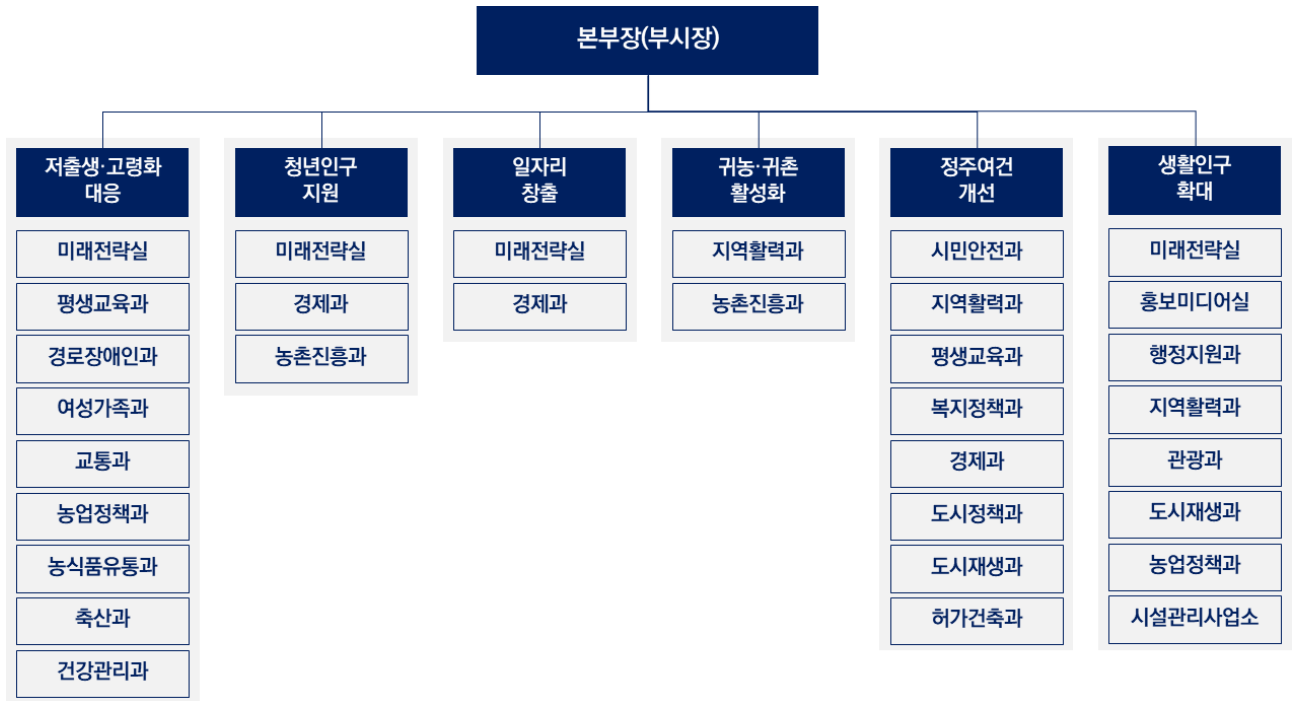 본부장(부시장)
저출생·고령화
대응
미래전략실
평생교육과
경로장애인과
여성가족과
교통과
농업정책과
농식품유통과
축산과
건강관리과
청년인구
지원
미래전략실
경제과
농촌진흥과
일자리
창출
미래전략실
경제과
귀농·귀촌
활성화
지역활력과
농촌진흥과
정주여건
개선
시민안전과
지역활력과
평생교육과
복지정책과
경제과
도시정책과
도시재생과
허가건축과
생활인구
확대
미래전략실
홍보미디어실
행정지원과
지역활력과
관광과
도시재생과
농업정책과
시설관리사업소